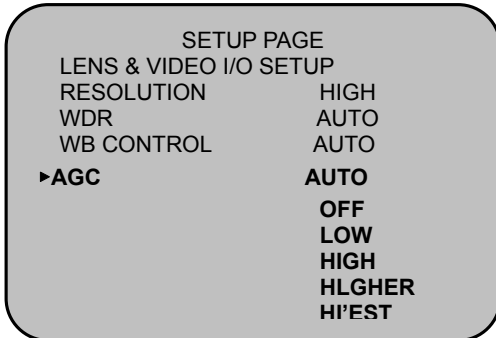 SETUP PAGE
LENS & VIDEO I/O SETUP
RESOLUTION HIGH
WDR AUTO
WB CONTROL AUTO
▶AGC AUTO
OFF
LOW
HIGH
HLGHER
HI'EST